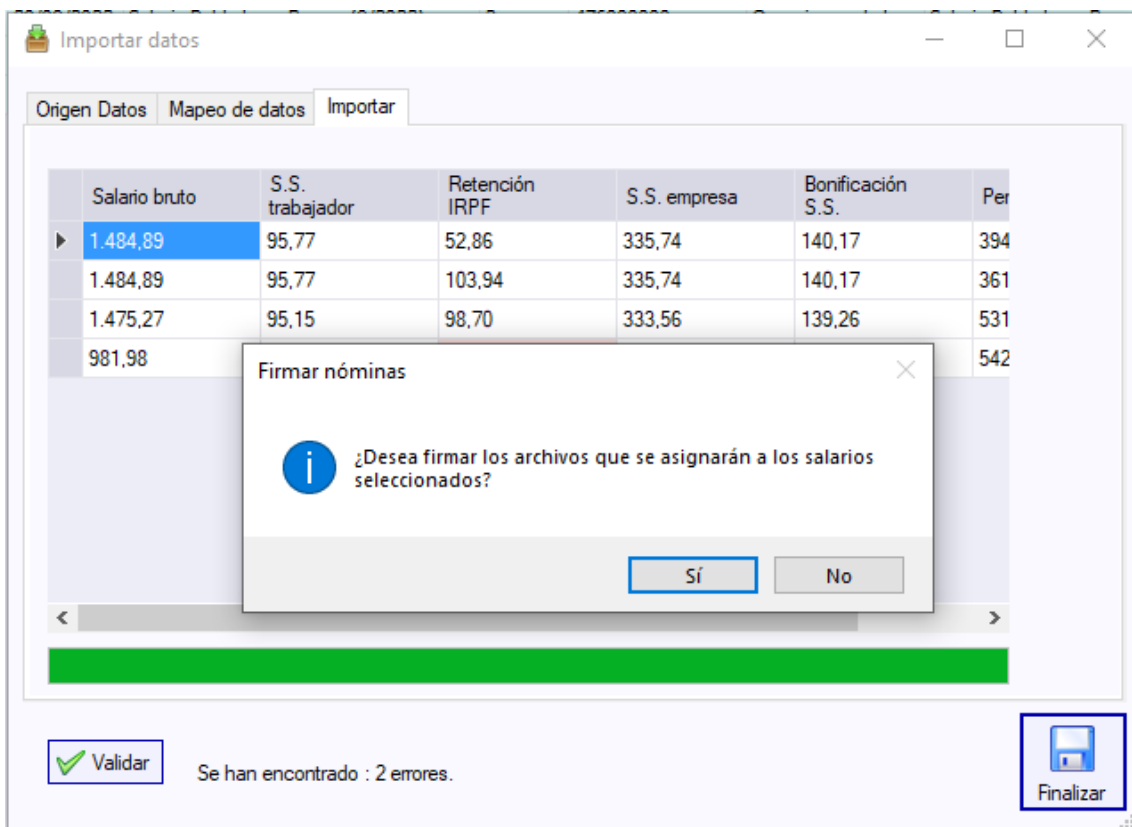 Importar datos
Origen Datos Mapeo de datos Importar
Salario bruto S.S. trabajador Retención IRPF S.S. empresa Bonificación S.S. Per
1.484,89 95,77 52,86 335,74 140,17 394
1.484,89 95,77 103,94 335,74 140,17 361
1.475,27 95,15 98,70 333,56 139,26 531
981,98 542
Firmar nóminas
¿Desea firmar los archivos que se asignarán a los salarios
seleccionados?
Sí No
Validar
Se han encontrado : 2 errores.
Finalizar